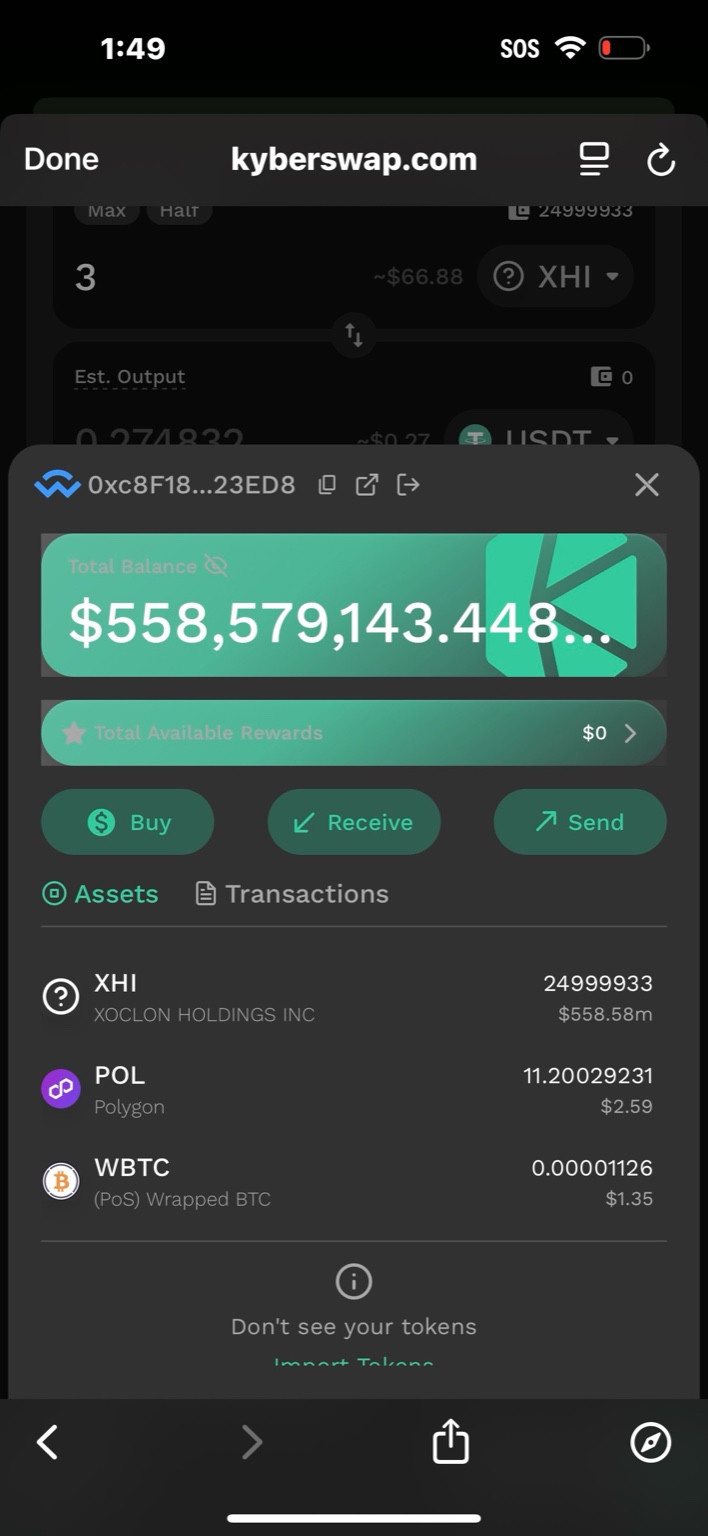 1:49 SOS
Done kyberswap.com
Max Half 24999933
3 ~$66.88 XHI
Est. Output 0
0.274832 ~$0.27 USDT
0xc8F18...23ED8
Total Balance
$558,579,143.448...
Total Available Rewards $0
Buy Receive Send
Assets Transactions
XHI 24999933
XOCLON HOLDINGS INC $558.58m
POL 11.20029231
Polygon $2.59
WBTC 0.00001126
(PoS) Wrapped BTC $1.35
Don't see your tokens
Import Tokens